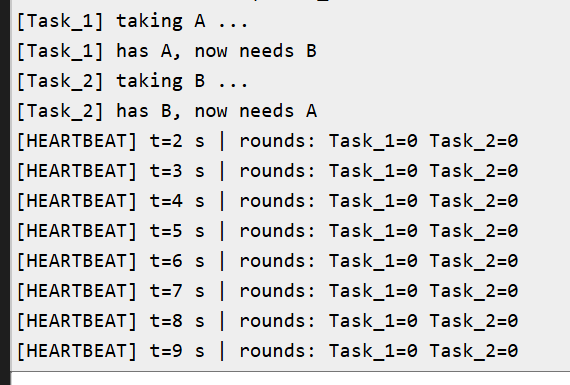 [Task_1] taking A ...
[Task_1] has A, now needs B
[Task_2] taking B ...
[Task_2] has B, now needs A
[HEARTBEAT] t=2 s | rounds: Task_1=0 Task_2=0
[HEARTBEAT] t=3 s | rounds: Task_1=0 Task_2=0
[HEARTBEAT] t=4 s | rounds: Task_1=0 Task_2=0
[HEARTBEAT] t=5 s | rounds: Task_1=0 Task_2=0
[HEARTBEAT] t=6 s | rounds: Task_1=0 Task_2=0
[HEARTBEAT] t=7 s | rounds: Task_1=0 Task_2=0
[HEARTBEAT] t=8 s | rounds: Task_1=0 Task_2=0
[HEARTBEAT] t=9 s | rounds: Task_1=0 Task_2=0